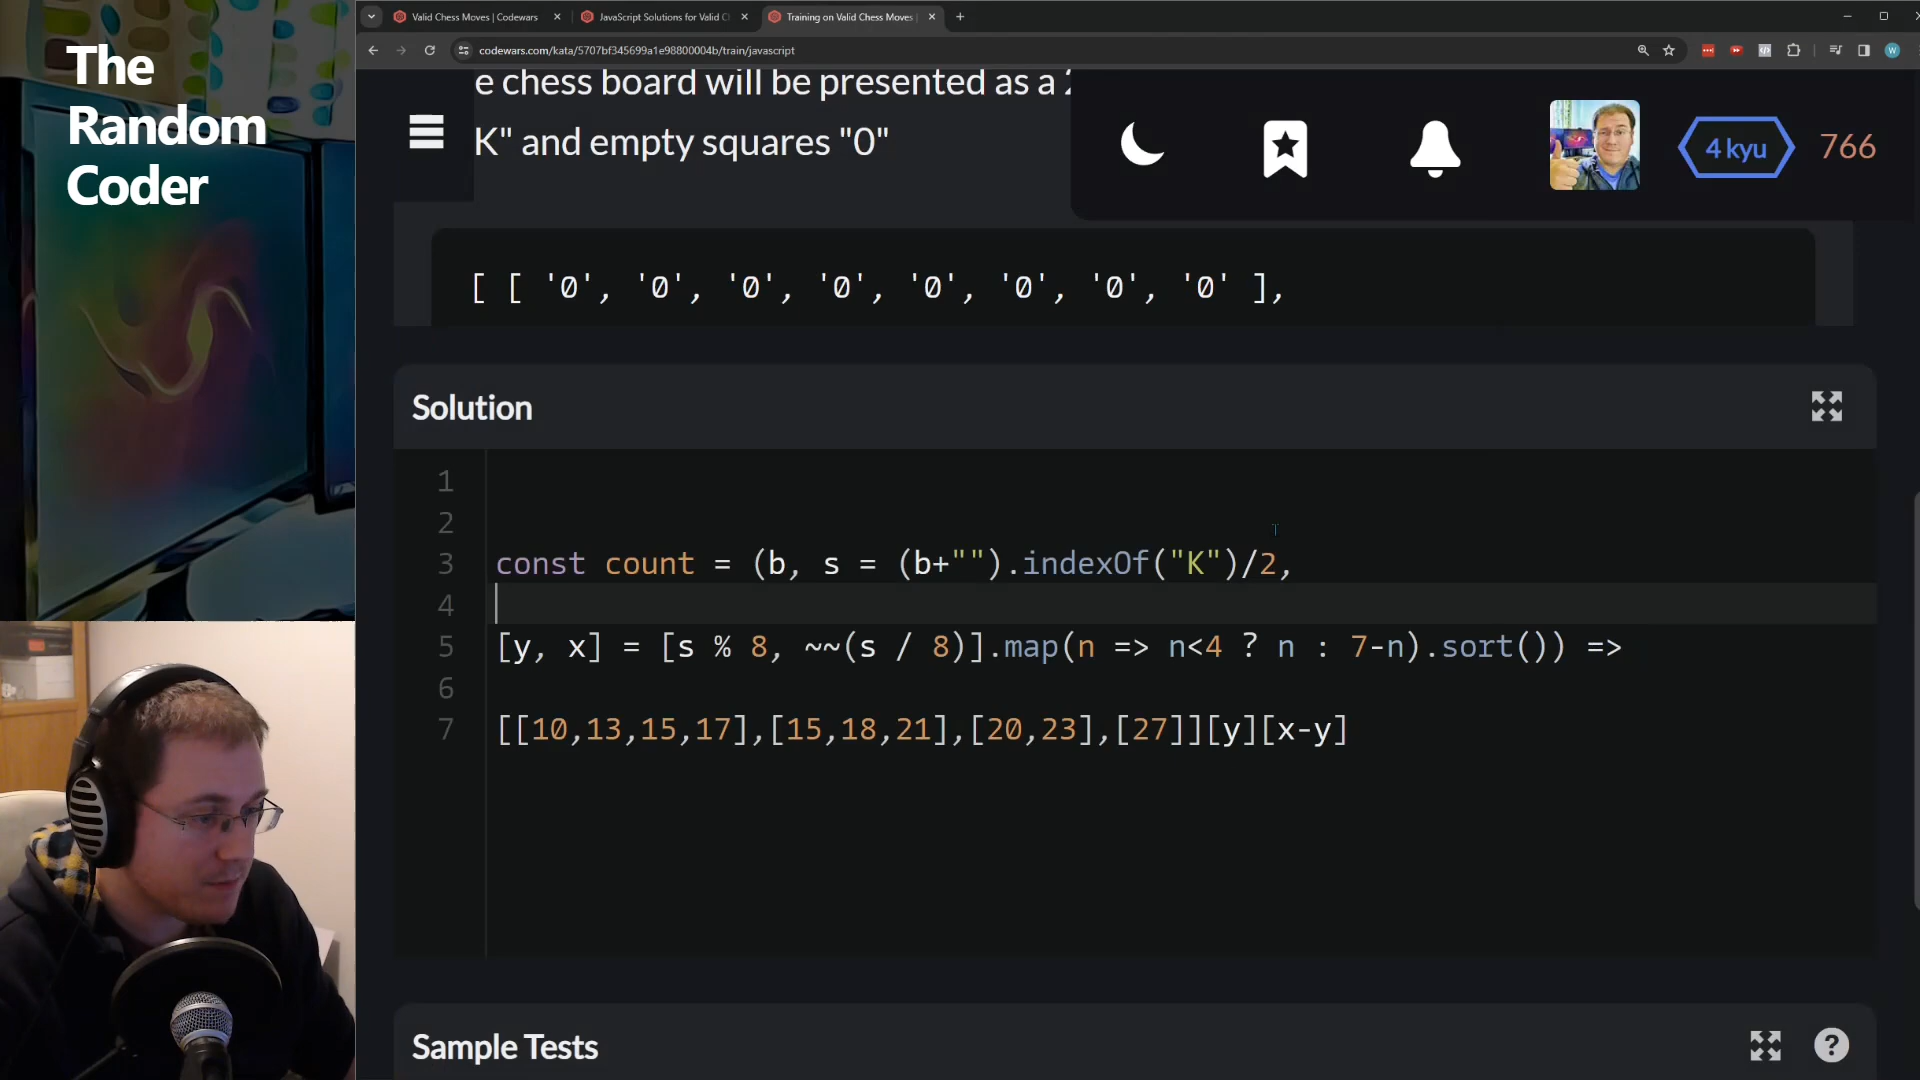 The
Random
Coder
Valid Chess Moves | Codewars
JavaScript Solutions for Valid C
Training on Valid Chess Moves |
codewars.com/kata/5707bf345699a1e98800004b/train/javascript
W
e chess board will be presented as a 2
K" and empty squares "0"
4 kyu
766
[ [ '0', '0', '0', '0', '0', '0', '0', '0' ],
Solution
1
2
3 const count = (b, s = (b+"").indexOf("K")/2,
4
5 [y, x] = [s % 8, ~~(s / 8)].map(n => n<4 ? n : 7-n).sort()) =>
6
7 [[10,13,15,17],[15,18,21],[20,23],[27]][y][x-y]
Sample Tests
?